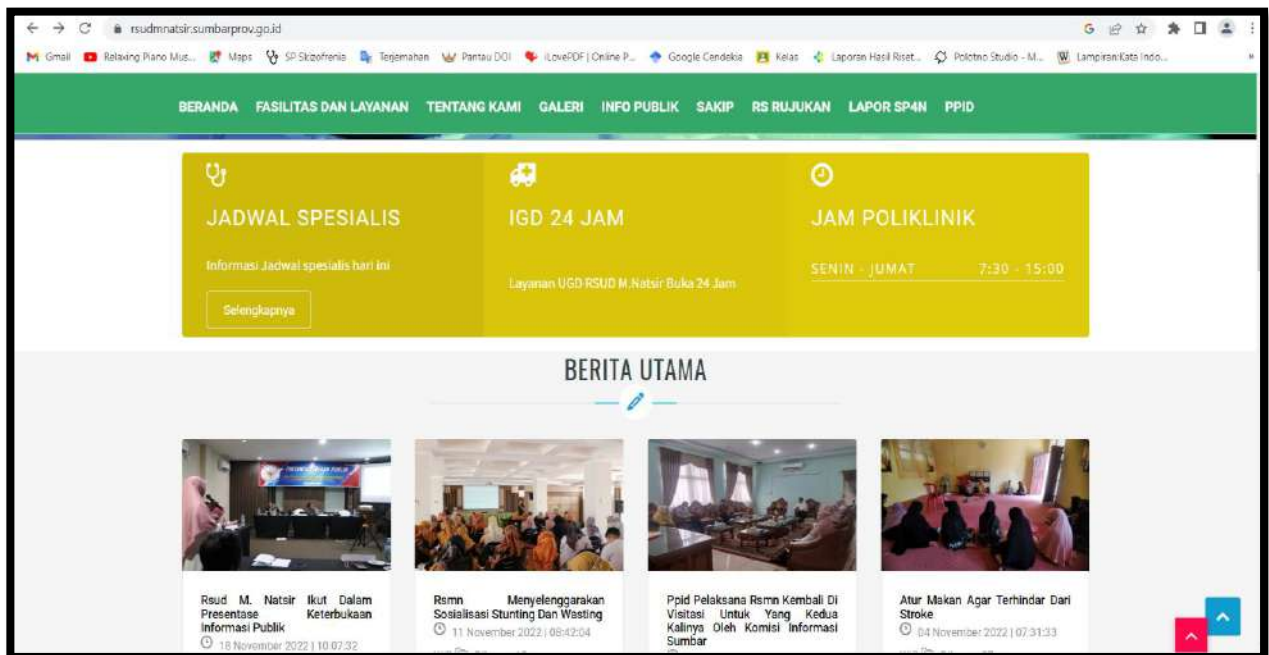 rsudmnatsir.sumbarprov.go.id
Gmail Relaxing Piano Mus... Maps SP Skizofrenia Terjemahan Pantau DOI iLovePDF | Online P... Google Cendekia Kelas Laporan Hasil Riset... Polotno Studio - M... Lampiran:Kata Indo...
BERANDA FASILITAS DAN LAYANAN TENTANG KAMI GALERI INFO PUBLIK SAKIP RS RUJUKAN LAPOR SP4N PPID
JADWAL SPESIALIS
Informasi Jadwal spesialis hari ini
Selengkapnya
IGD 24 JAM
Layanan UGD RSUD M.Natsir Buka 24 Jam
JAM POLIKLINIK
SENIN - JUMAT 7:30 - 15:00
BERITA UTAMA
Rsud M. Natsir Ikut Dalam
Presentase Keterbukaan
Informasi Publik
18 November 2022 | 10:07:32
Rsmn Menyelenggarakan
Sosialisasi Stunting Dan Wasting
11 November 2022 | 08:42:04
Ppid Pelaksana Rsmn Kembali Di
Visitasi Untuk Yang Kedua
Kalinya Oleh Komisi Informasi
Sumbar
Atur Makan Agar Terhindar Dari
Stroke
04 November 2022 | 07:31:33